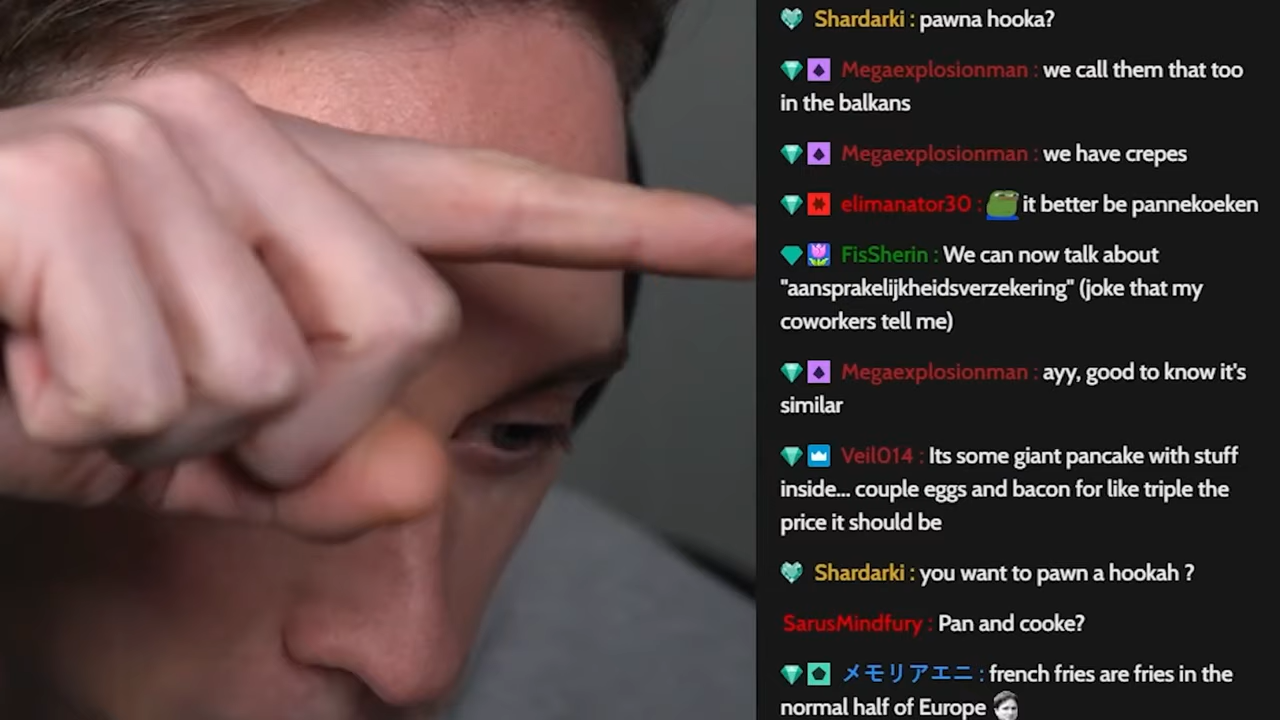 Shardarki : pawna hooka?
Megaexplosionman : we call them that too
in the balkans
Megaexplosionman : we have crepes
elimanator30 : it better be pannekoeken
FisSherin : We can now talk about
"aansprakelijkheidsverzekering" (joke that my
coworkers tell me)
Megaexplosionman : ayy, good to know it's
similar
Veil014 : Its some giant pancake with stuff
inside... couple eggs and bacon for like triple the
price it should be
Shardarki : you want to pawn a hookah ?
SarusMindfury : Pan and cooke?
メモリアエニ : french fries are fries in the
normal half of Europe